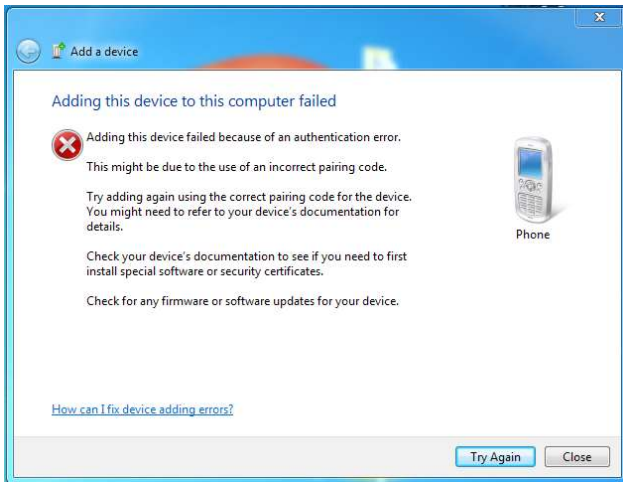 Add a device
Adding this device to this computer failed
Adding this device failed because of an authentication error.
This might be due to the use of an incorrect pairing code.
Try adding again using the correct pairing code for the device.
You might need to refer to your device's documentation for
details.
Check your device's documentation to see if you need to first
install special software or security certificates.
Check for any firmware or software updates for your device.
Phone
How can I fix device adding errors?
Try Again
Close